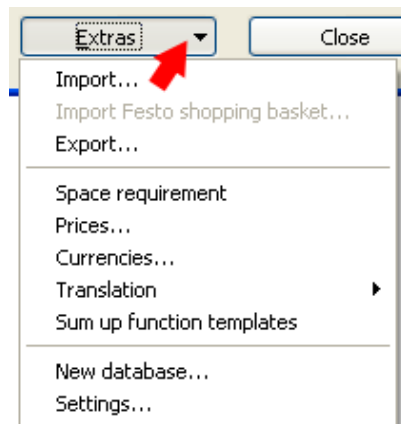 Extras
Close
Import...
Import Festo shopping basket...
Export...
Space requirement
Prices...
Currencies...
Translation
Sum up function templates
New database...
Settings...